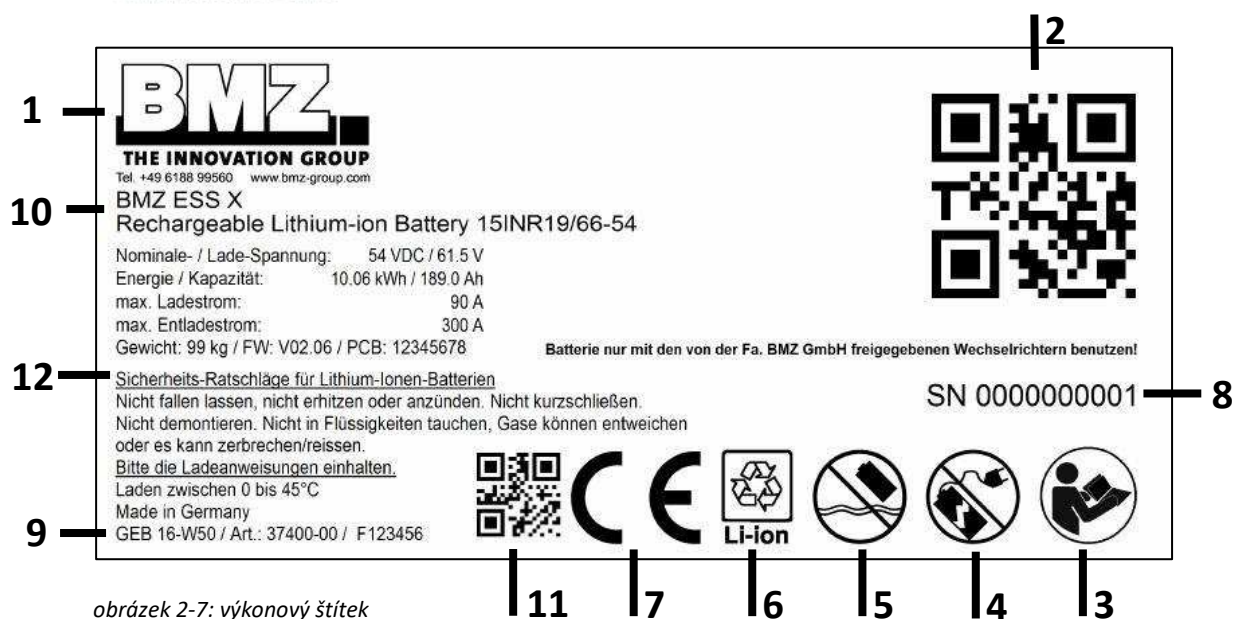 2
1
BMZ
THE INNOVATION GROUP
Tel. +49 6188 99560 www.bmz-group.com
10
BMZ ESS X
Rechargeable Lithium-ion Battery 15INR19/66-54
Nominale- / Lade-Spannung: 54 VDC / 61.5 V
Energie / Kapazität: 10.06 kWh / 189.0 Ah
max. Ladestrom: 90 A
max. Entladestrom: 300 A
Gewicht: 99 kg / FW: V02.06 / PCB: 12345678
Batterie nur mit den von der Fa. BMZ GmbH freigegebenen Wechselrichtern benutzen!
12
Sicherheits-Ratschläge für Lithium-Ionen-Batterien
SN 0000000001
8
Nicht fallen lassen, nicht erhitzen oder anzünden. Nicht kurzschließen.
Nicht demontieren. Nicht in Flüssigkeiten tauchen, Gase können entweichen
oder es kann zerbrechen/reissen.
Bitte die Ladeanweisungen einhalten.
Laden zwischen 0 bis 45°C
Made in Germany
9
GEB 16-W50 / Art.: 37400-00 / F123456
CE
Li-ion
11
7
6
5
4
3
obrázek 2-7: výkonový štítek